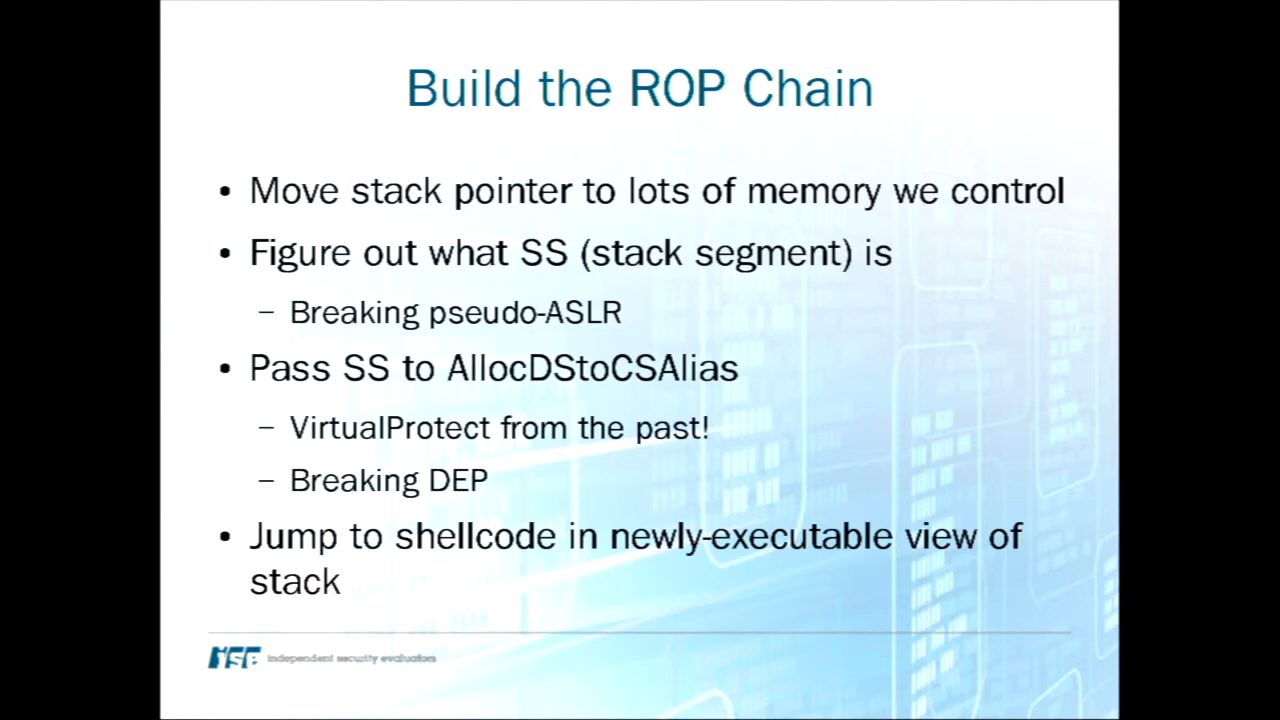 Build the ROP Chain
• Move stack pointer to lots of memory we control
• Figure out what SS (stack segment) is
– Breaking pseudo-ASLR
• Pass SS to AllocDStoCSAlias
– VirtualProtect from the past!
– Breaking DEP
• Jump to shellcode in newly-executable view of
stack
ise independent security evaluators